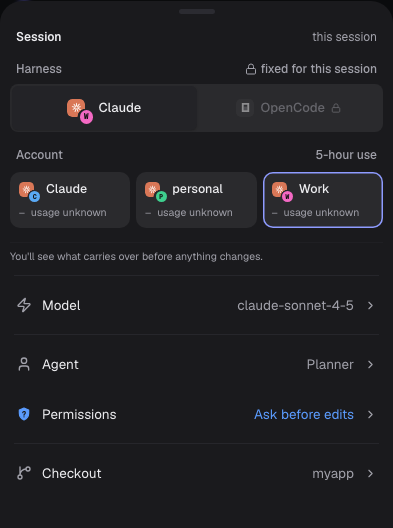 Session this session
Harness fixed for this session
W Claude OpenCode
Account 5-hour use
C Claude P personal W Work
– usage unknown – usage unknown – usage unknown
You'll see what carries over before anything changes.
Model claude-sonnet-4-5
Agent Planner
? Permissions Ask before edits
Checkout myapp